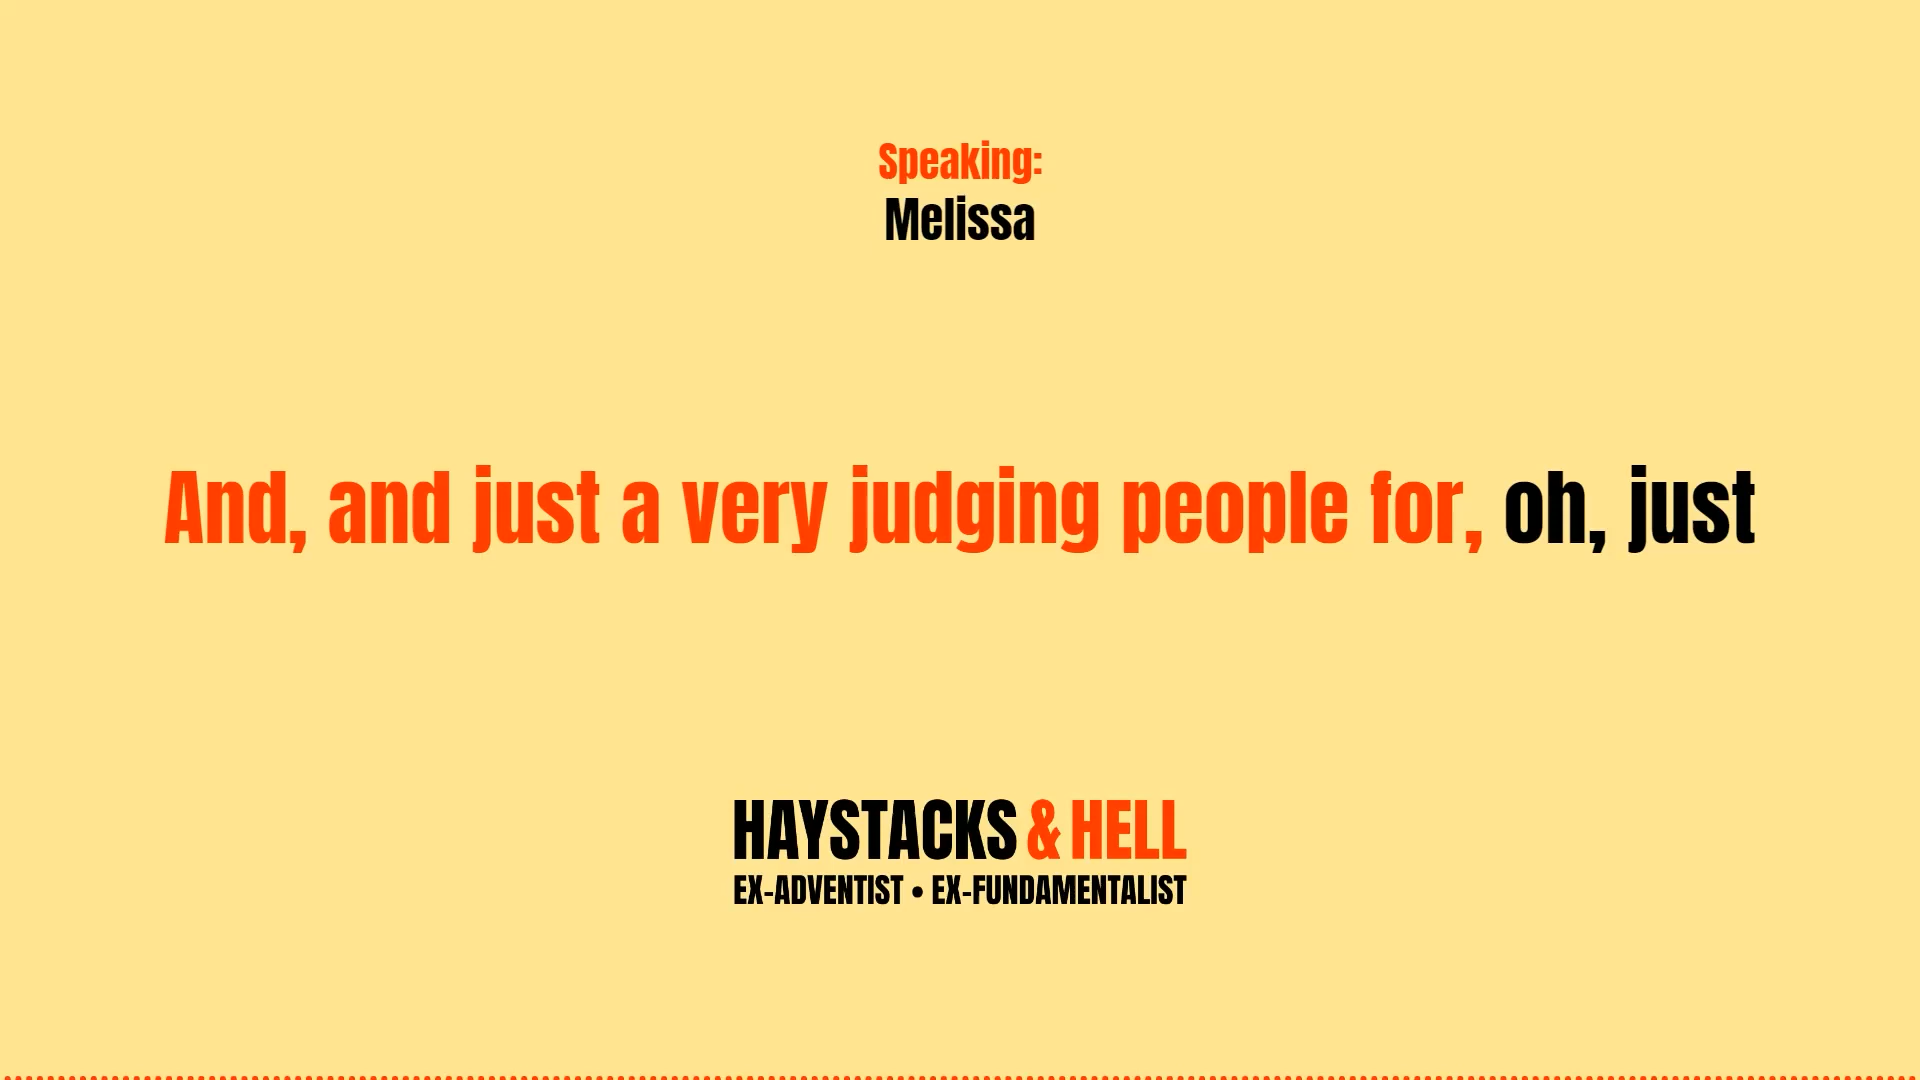 Speaking:
Melissa
And, and just a very judging people for, oh, just
HAYSTACKS & HELL
EX-ADVENTIST • EX-FUNDAMENTALIST